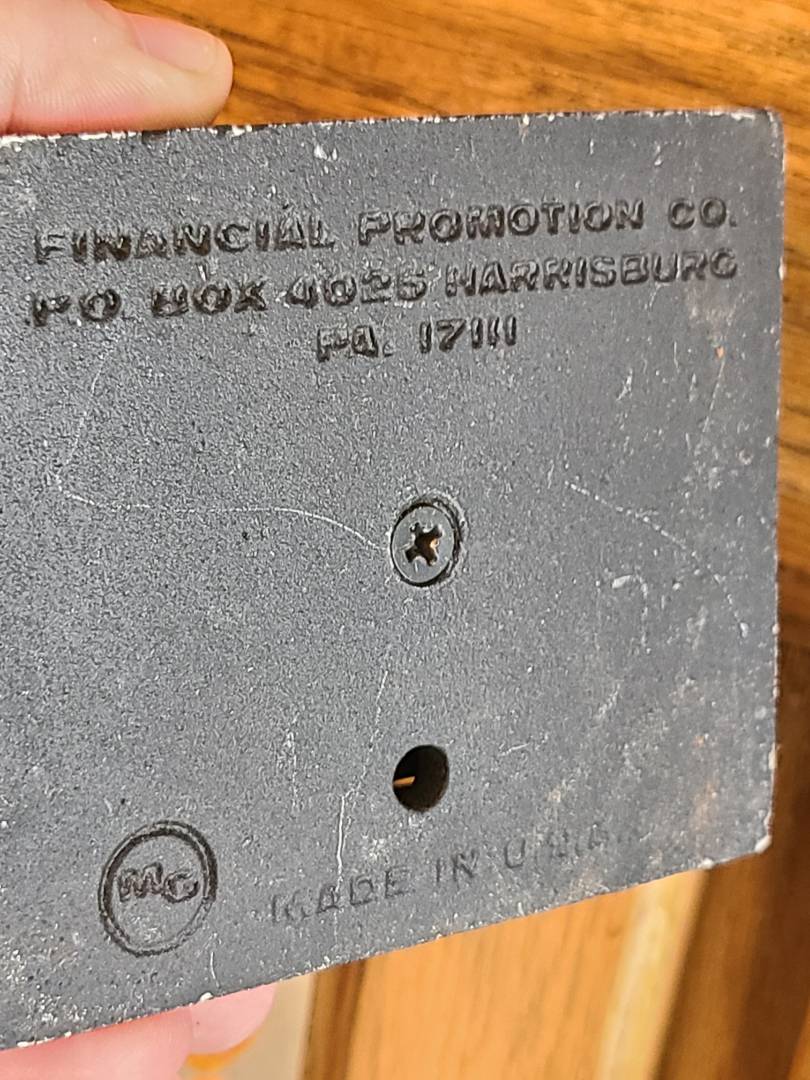 FINANCIAL PROMOTION CO.
P.O. BOX 4025 HARRISBURG
PA. 17111
MC
MADE IN U.S.A.